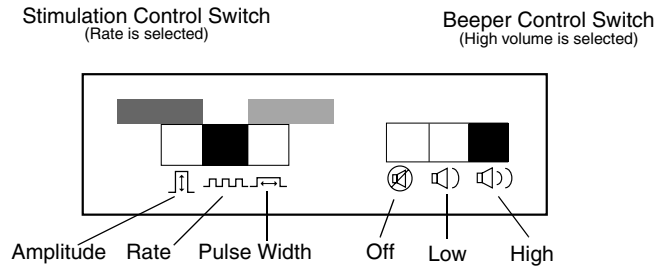 Stimulation Control Switch
(Rate is selected)
Beeper Control Switch
(High volume is selected)
Amplitude
Rate
Pulse Width
Off
Low
High